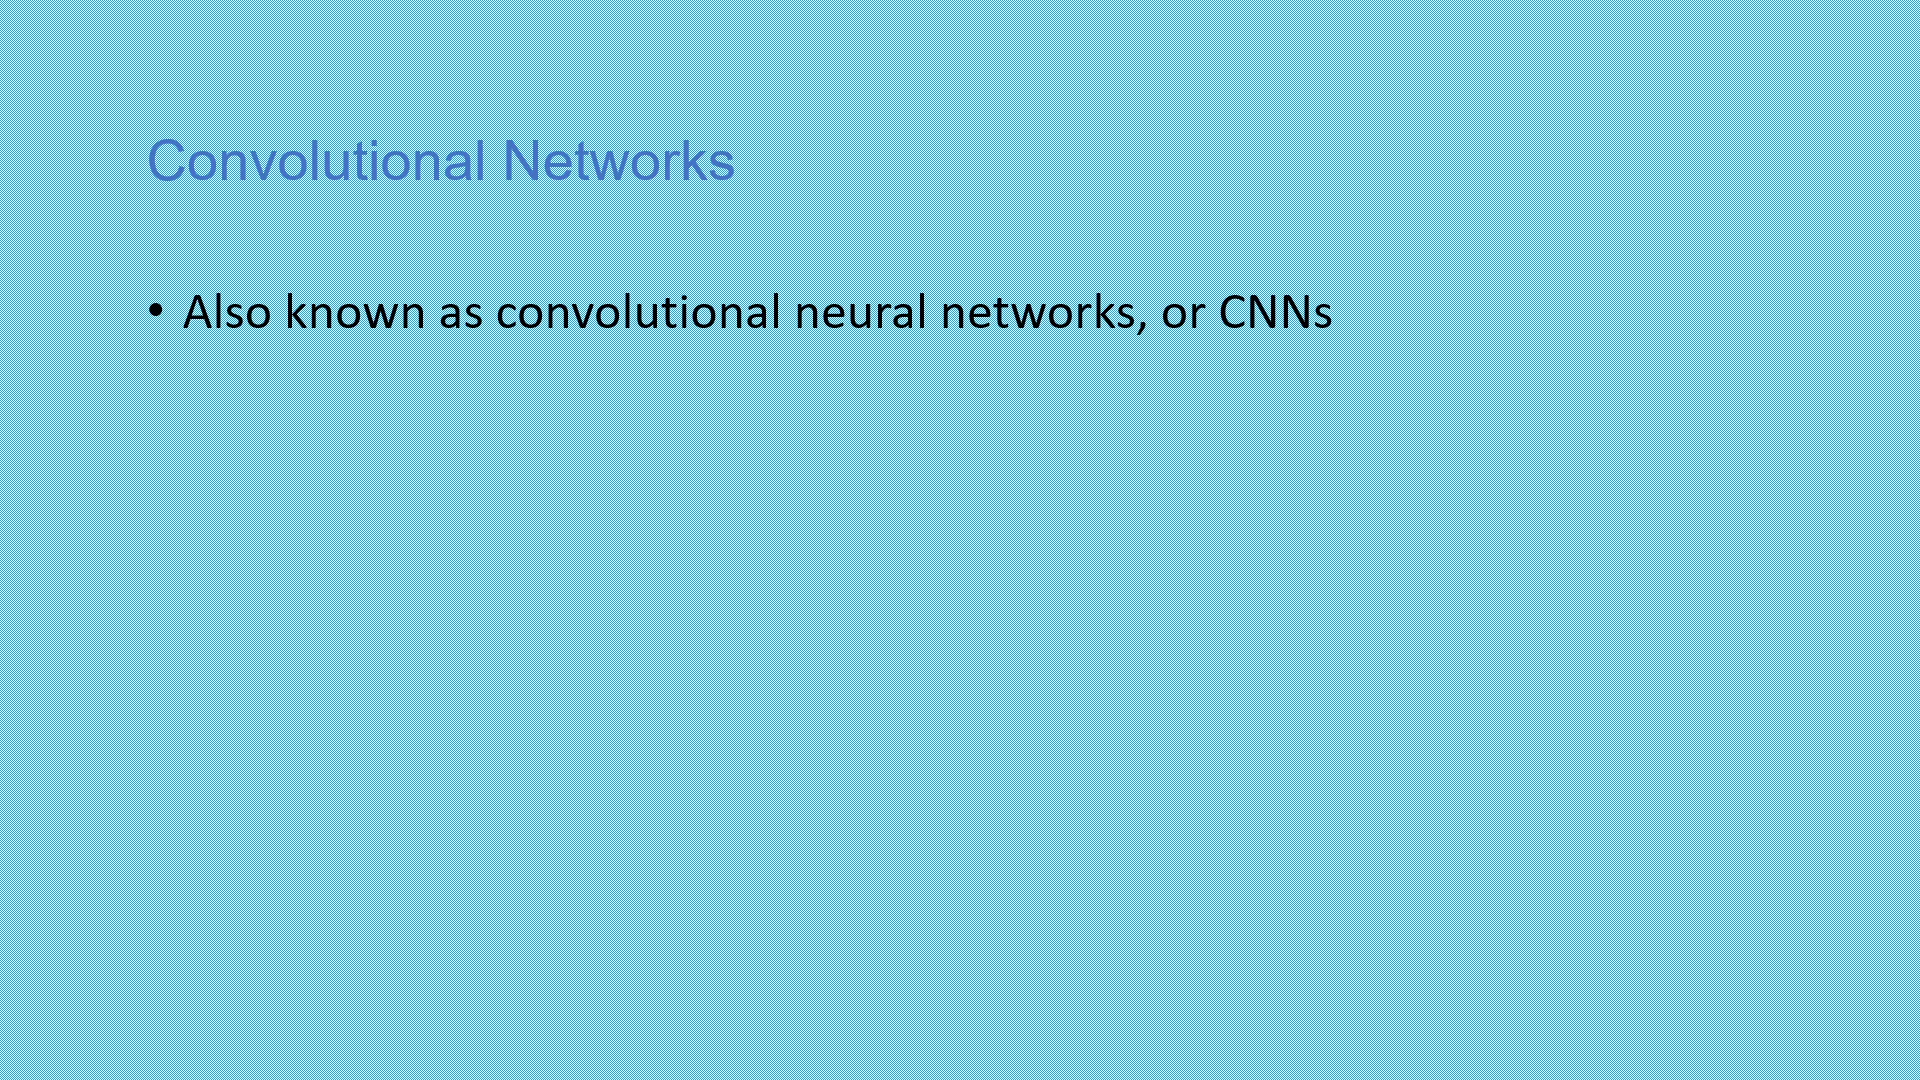 Convolutional Networks
• Also known as convolutional neural networks, or CNNs